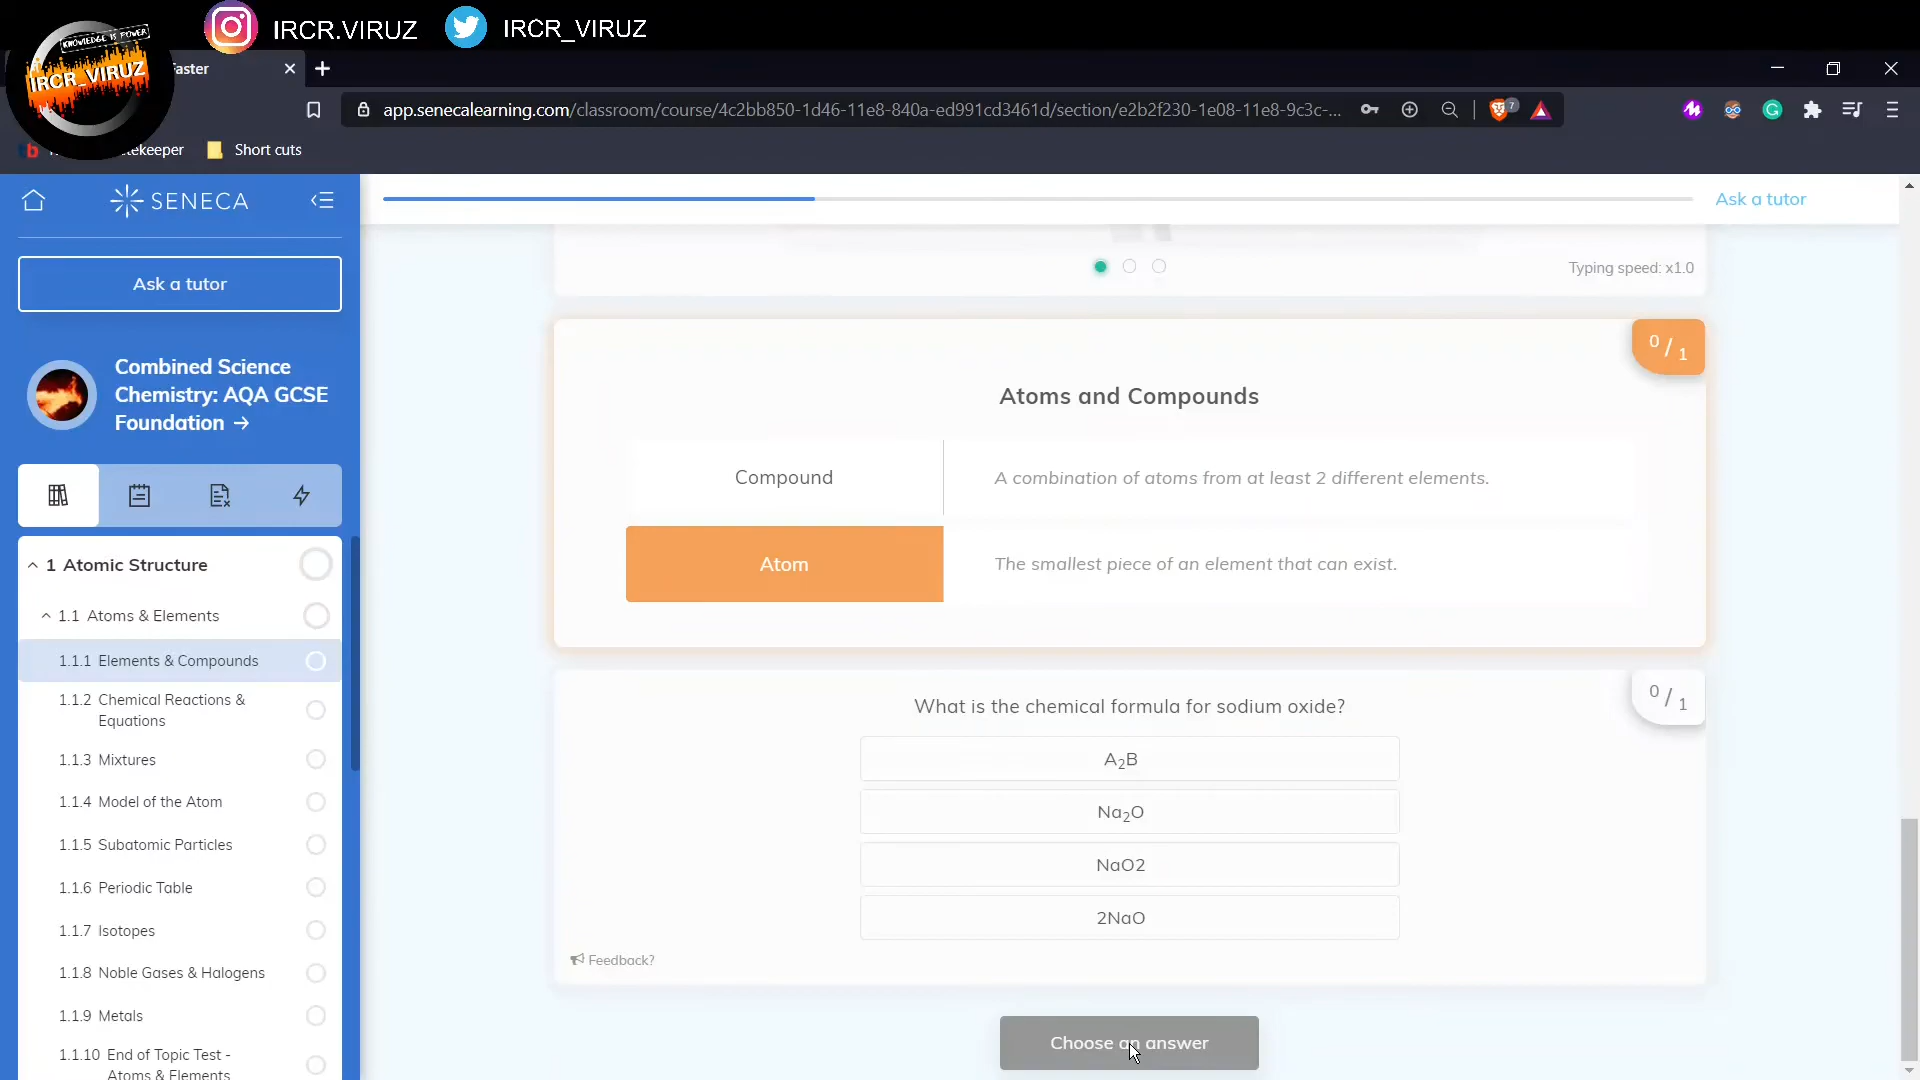 IRCR.VIRUZ
IRCR_VIRUZ
KNOWLEDGE IS POWER
IRCR_VIRUZ
aster
app.senecalearning.com/classroom/course/4c2bb850-1d46-11e8-840a-ed991cd3461d/section/e2b2f230-1e08-11e8-9c3c-...
7
ekeeper
Short cuts
SENECA
Ask a tutor
Ask a tutor
Combined Science
Chemistry: AQA GCSE
Foundation →
1 Atomic Structure
1.1 Atoms & Elements
1.1.1 Elements & Compounds
1.1.2 Chemical Reactions &
Equations
1.1.3 Mixtures
1.1.4 Model of the Atom
1.1.5 Subatomic Particles
1.1.6 Periodic Table
1.1.7 Isotopes
1.1.8 Noble Gases & Halogens
1.1.9 Metals
1.1.10 End of Topic Test -
Atoms & Elements
Typing speed: x1.0
0 / 1
Atoms and Compounds
Compound
A combination of atoms from at least 2 different elements.
Atom
The smallest piece of an element that can exist.
0 / 1
What is the chemical formula for sodium oxide?
A₂B
Na₂O
NaO2
2NaO
Feedback?
Choose an answer